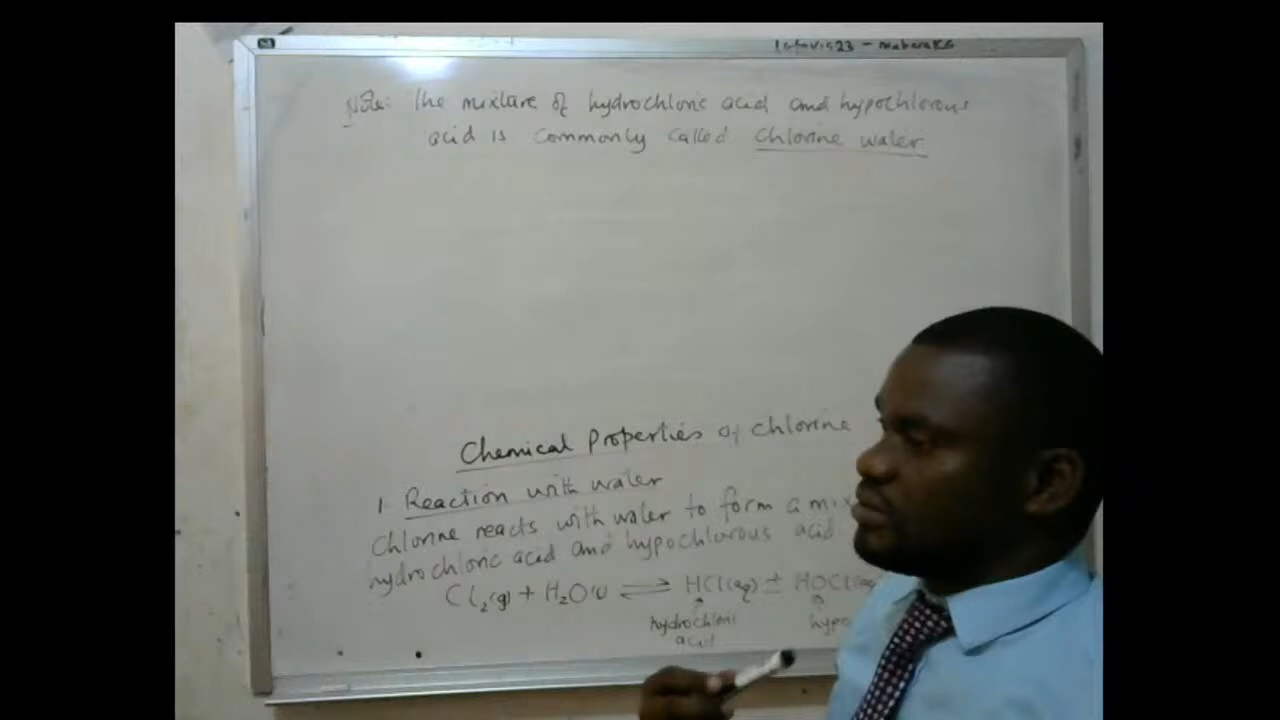 Note: The mixture of hydrochloric acid and hypochlorous
acid is commonly called Chlorine water
Chemical Properties of Chlorine
1. Reaction with water
Chlorine reacts with water to form a mix
hydrochloric acid and hypochlorous acid
Cl2(g) + H2O(l) ⇌ HCl(aq) + HOCl(aq
hydrochloric hypo
acid